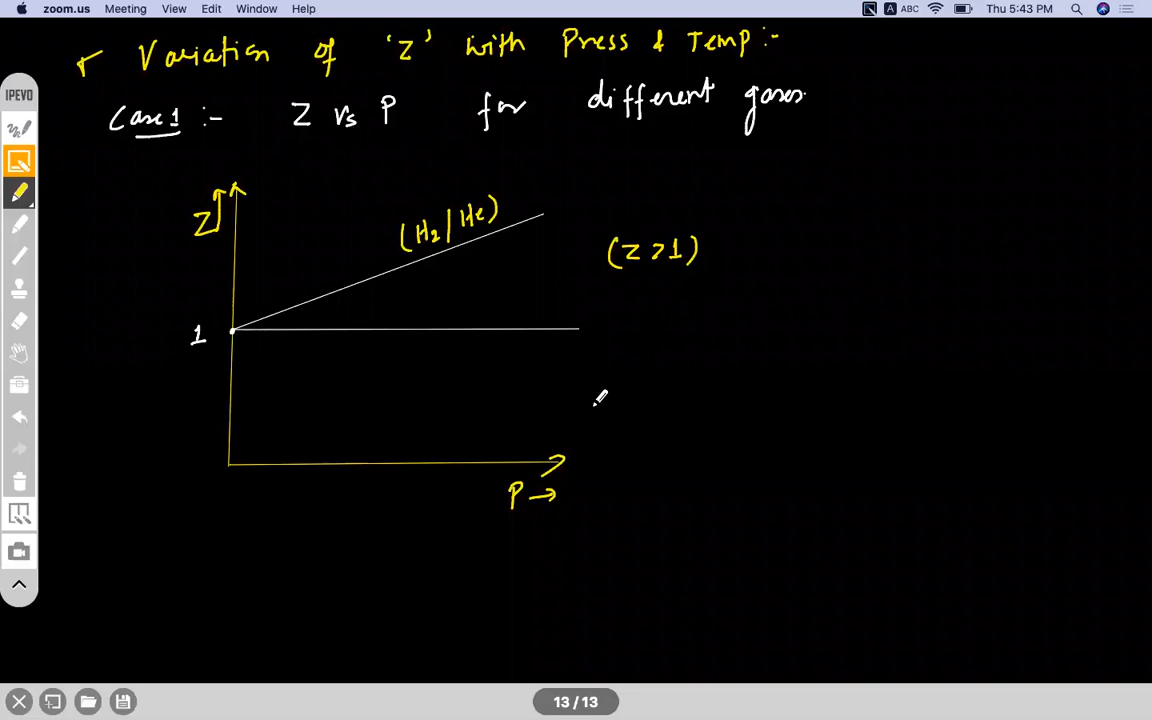 zoom.us Meeting View Edit Window Help A ABC Thu 5:43 PM
Variation of 'Z' with Press & Temp :-
IPEVO
Case 1 :- Z vs P for different gases
Z
(H2/He)
(Z > 1)
1
P →
13 / 13